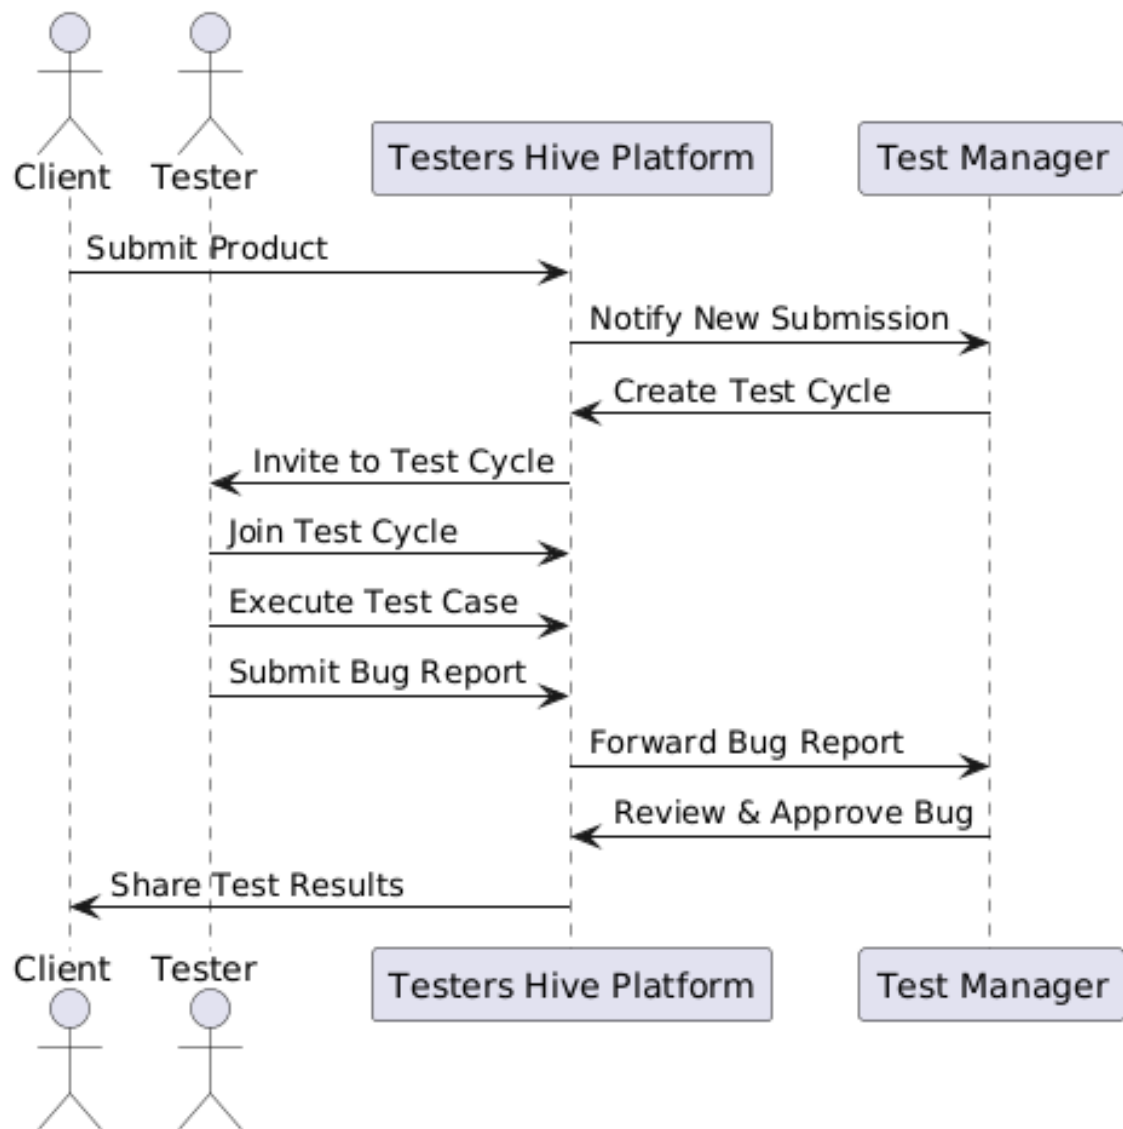 Client
Tester
Testers Hive Platform
Test Manager
Submit Product
Notify New Submission
Create Test Cycle
Invite to Test Cycle
Join Test Cycle
Execute Test Case
Submit Bug Report
Forward Bug Report
Review & Approve Bug
Share Test Results
Client
Tester
Testers Hive Platform
Test Manager